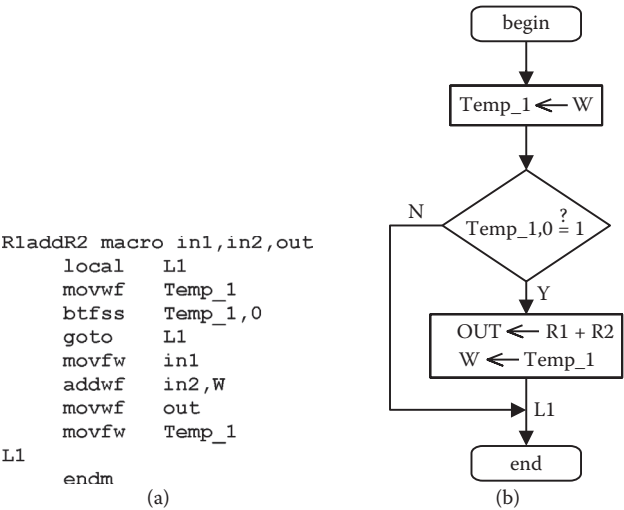 R1addR2 macro in1,in2,out
local L1
movwf Temp_1
btfss Temp_1,0
goto L1
movfw in1
addwf in2,W
movwf out
movfw Temp_1
L1
endm
(a)
begin
Temp_1 ← W
N
Temp_1,0 ≟ 1
Y
OUT ← R1 + R2
W ← Temp_1
L1
end
(b)